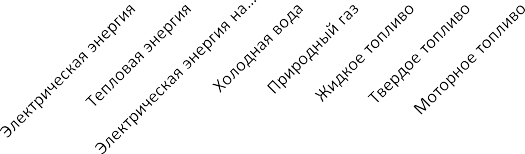 Электрическая энергия
Тепловая энергия
Электрическая энергия на...
Холодная вода
Природный газ
Жидкое топливо
Твердое топливо
Моторное топливо